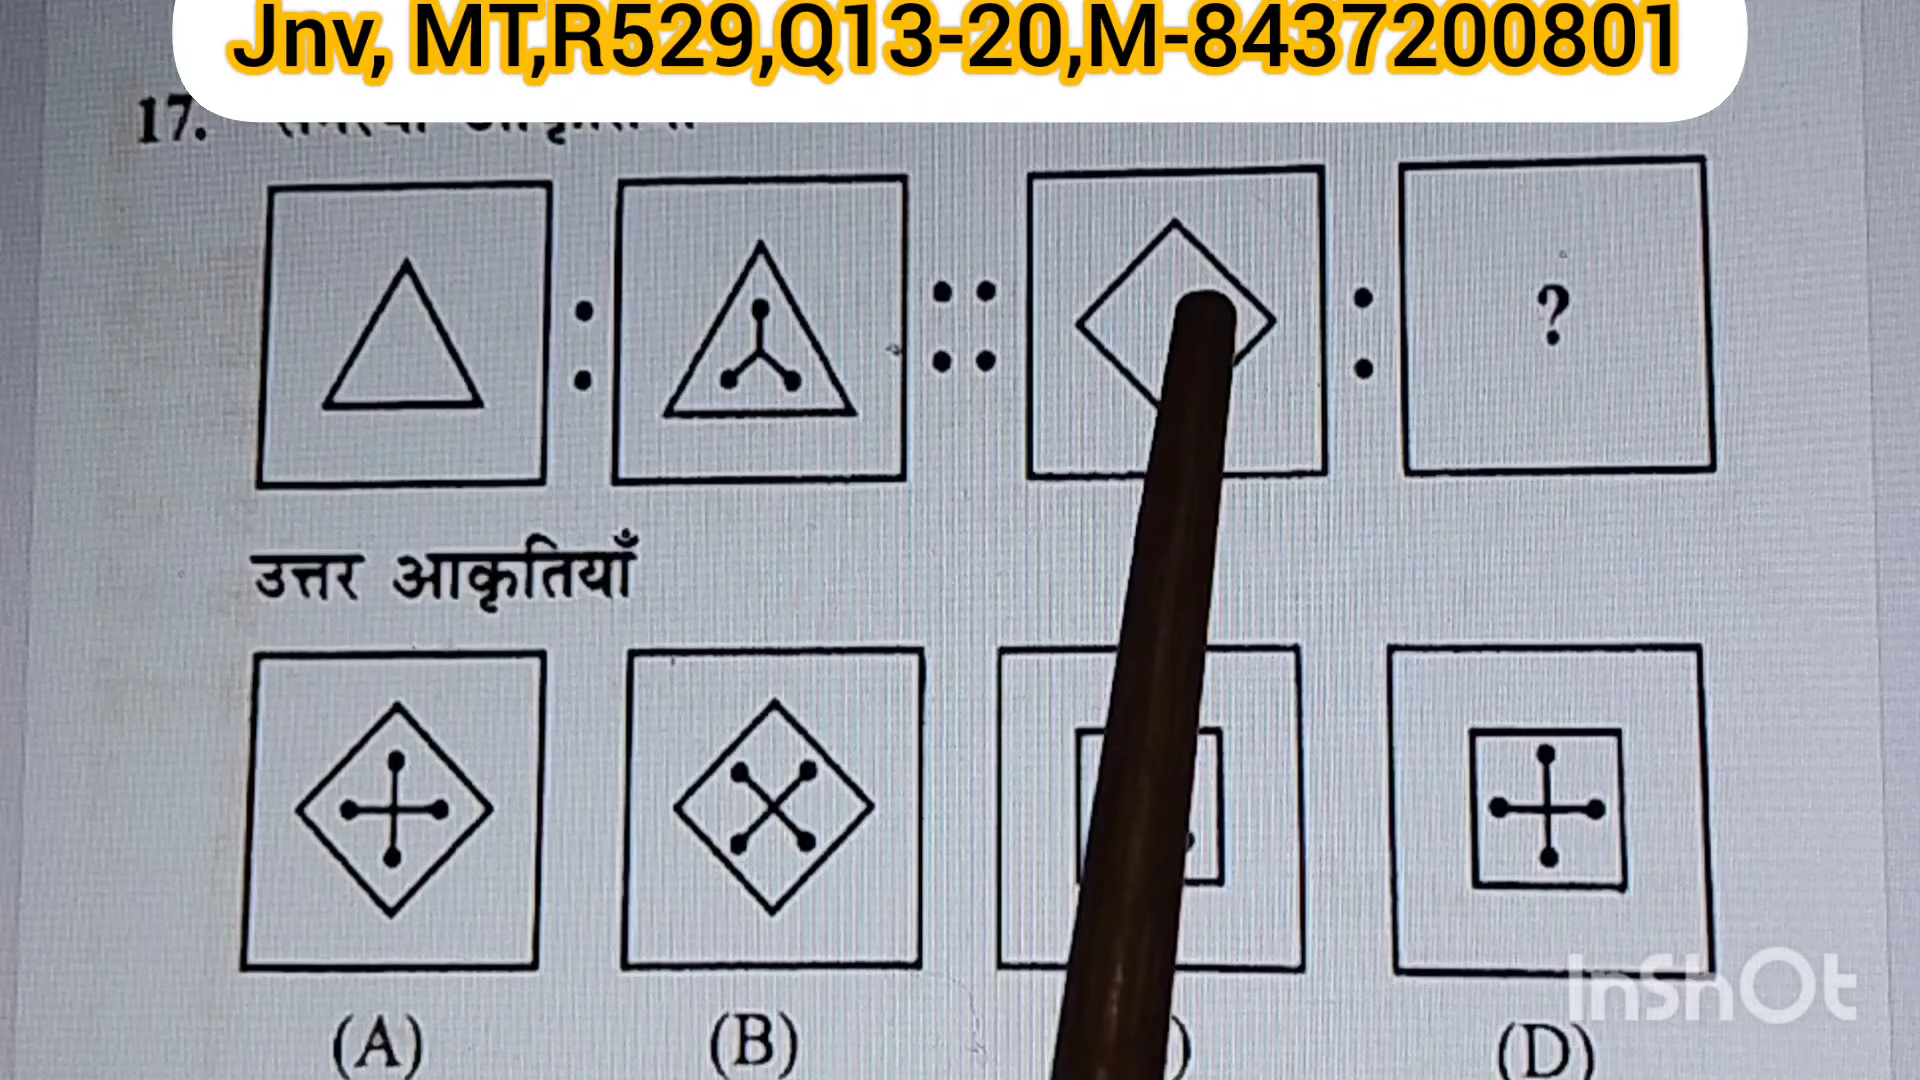 Jnv, MT,R529,Q13-20,M-8437200801
17.
?
उत्तर आकृतियाँ
(A) (B) ) (D)
InShOt